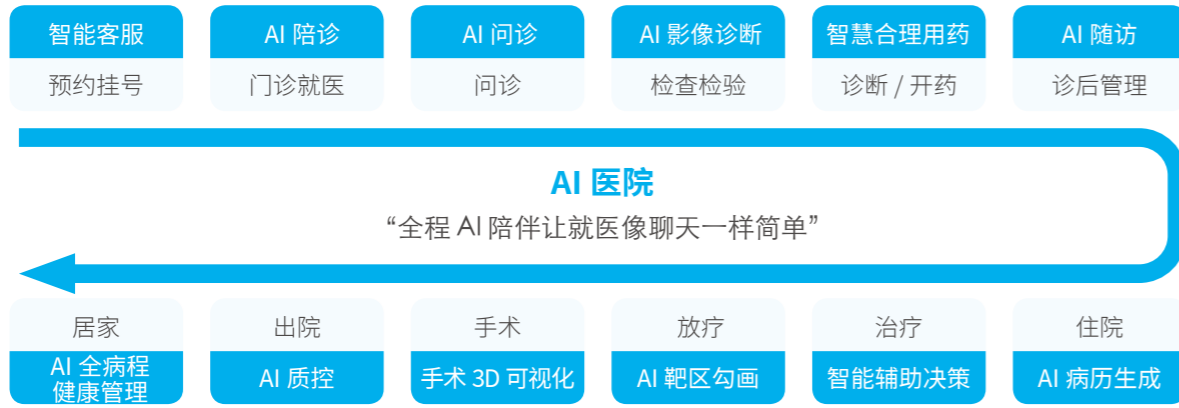 智能客服
AI 陪诊
AI 问诊
AI 影像诊断
智慧合理用药
AI 随访
预约挂号
门诊就医
问诊
检查检验
诊断 / 开药
诊后管理
AI 医院
“全程 AI 陪伴让就医像聊天一样简单”
居家
出院
手术
放疗
治疗
住院
AI 全病程
健康管理
AI 质控
手术 3D 可视化
AI 靶区勾画
智能辅助决策
AI 病历生成